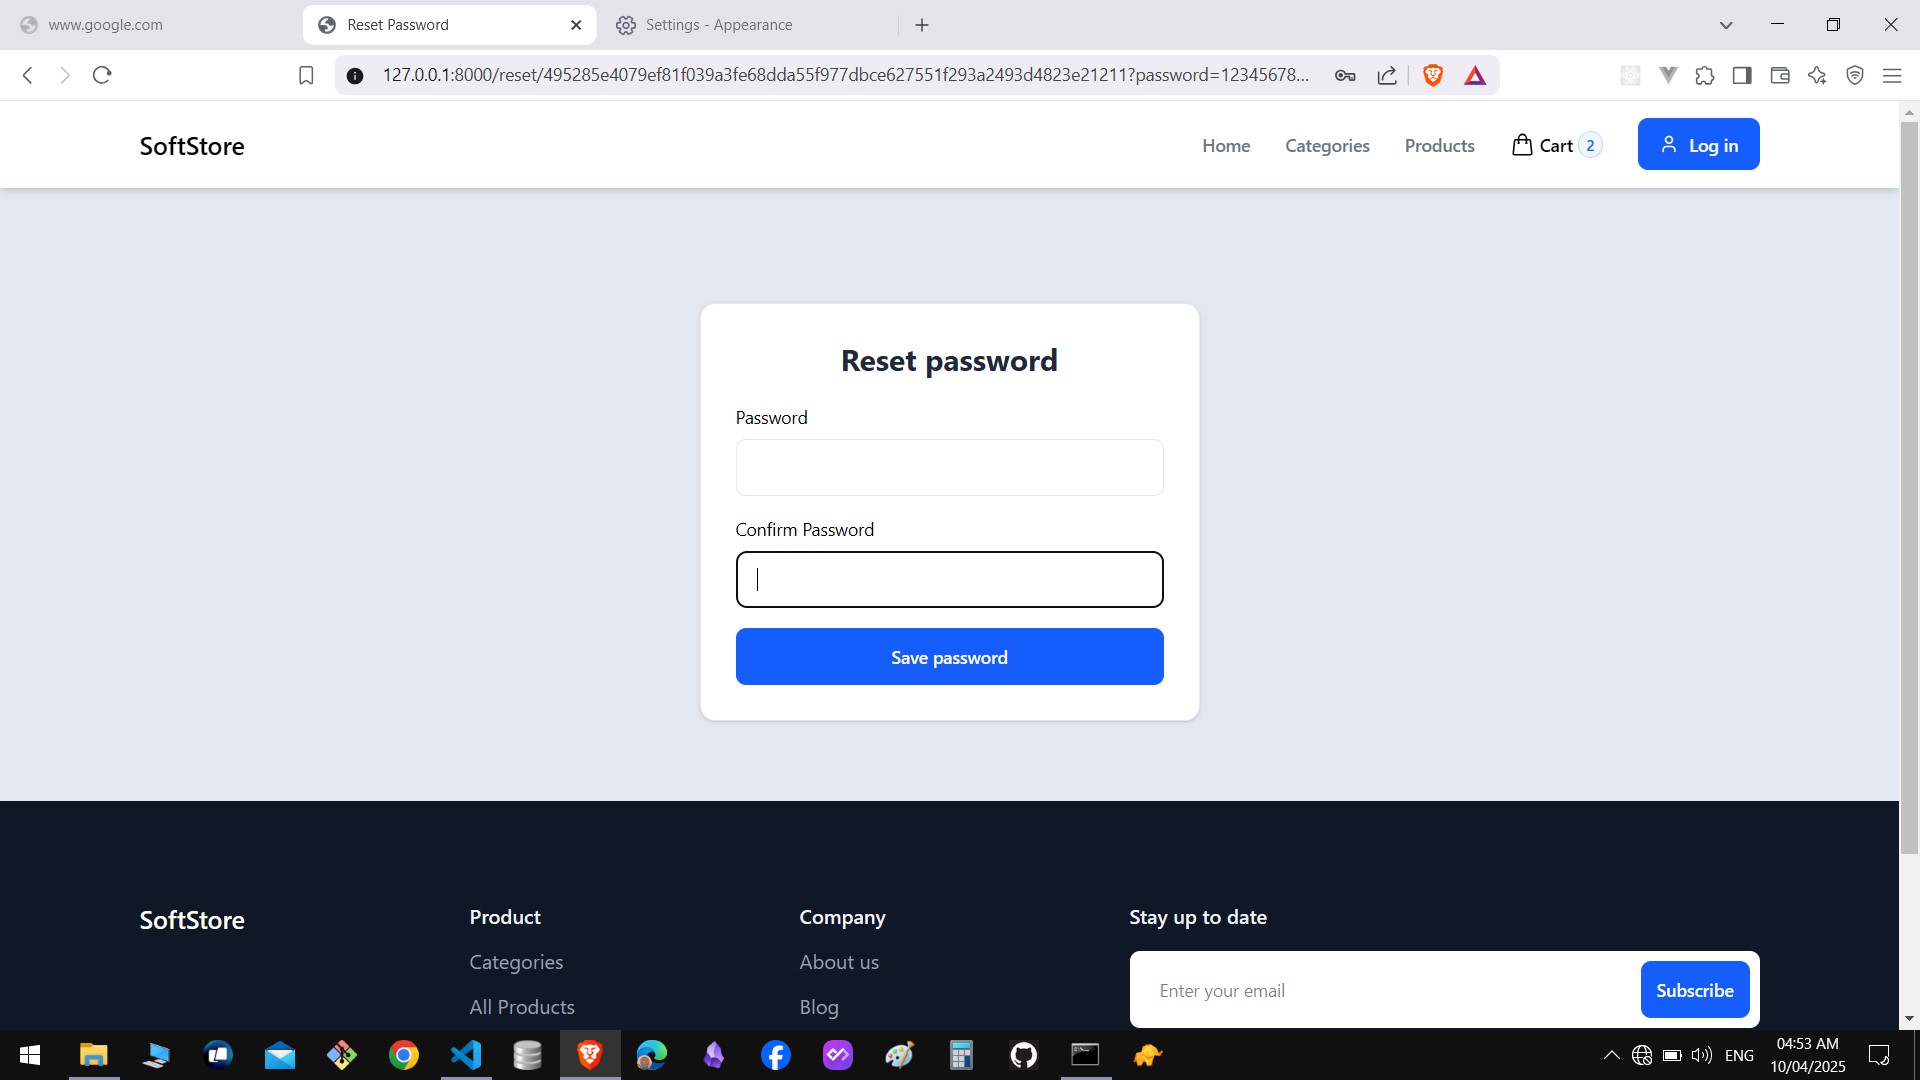 www.google.com
Reset Password
Settings - Appearance
127.0.0.1:8000/reset/495285e4079ef81f039a3fe68dda55f977dbce627551f293a2493d4823e21211?password=12345678...
SoftStore
Home
Categories
Products
Cart 2
Log in
Reset password
Password
Confirm Password
Save password
SoftStore
Product
Categories
All Products
Company
About us
Blog
Stay up to date
Enter your email
Subscribe
ENG
04:53 AM
10/04/2025